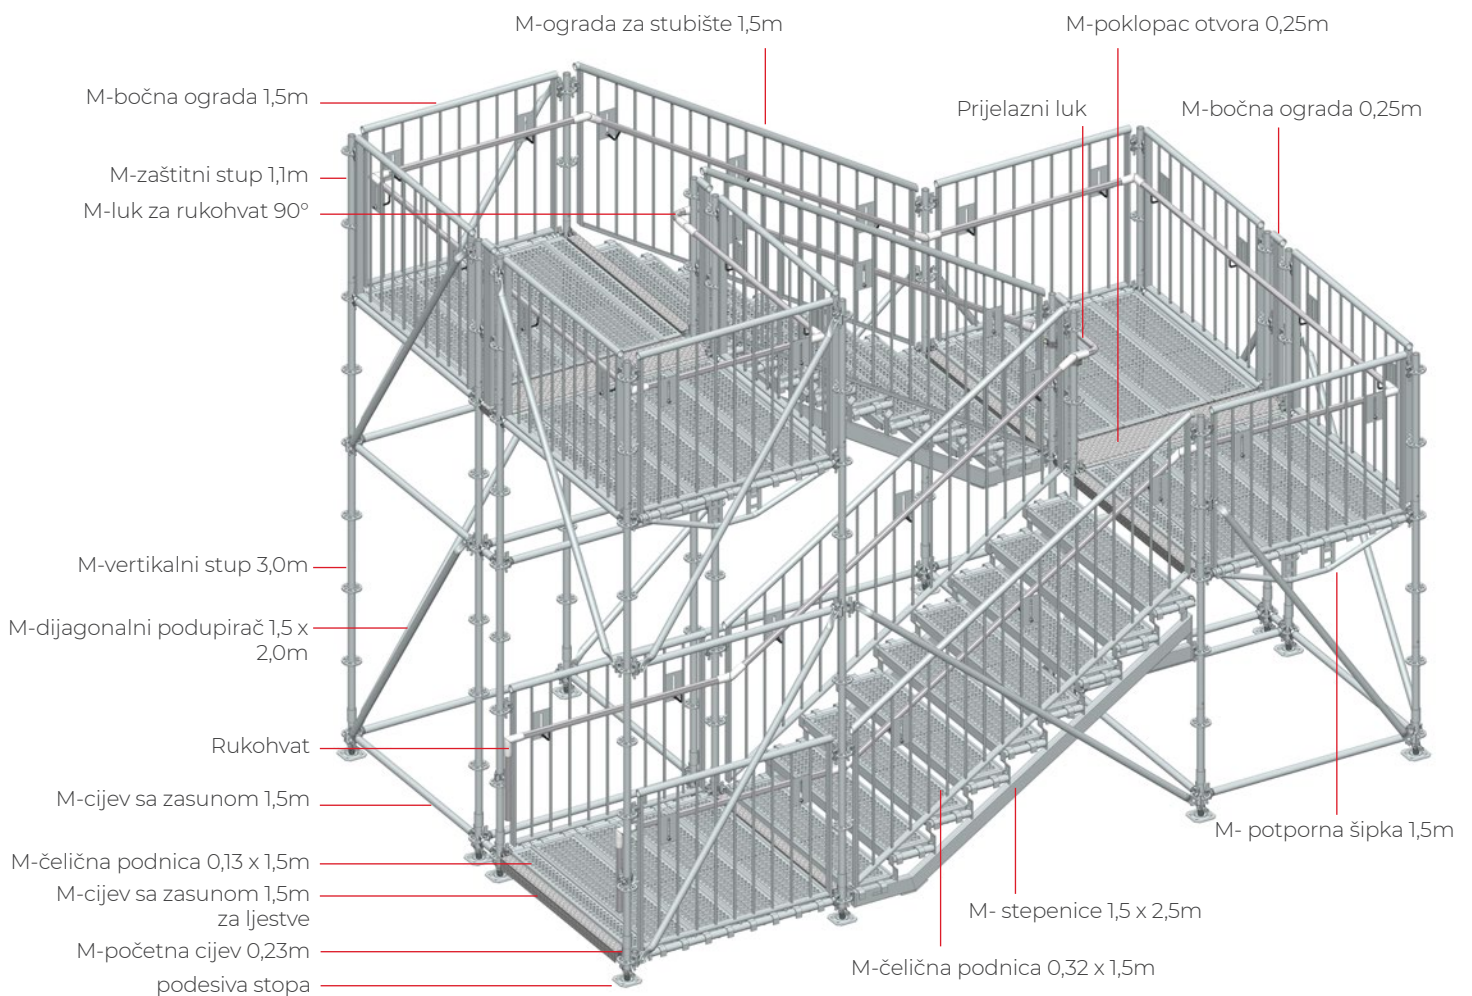 M-ograda za stubište 1,5m
M-poklopac otvora 0,25m
M-bočna ograda 1,5m
Prijelazni luk
M-bočna ograda 0,25m
M-zaštitni stup 1,1m
M-luk za rukohvat 90°
M-vertikalni stup 3,0m
M-dijagonalni podupirač 1,5 x
2,0m
Rukohvat
M-cijev sa zasunom 1,5m
M- potporna šipka 1,5m
M-čelična podnica 0,13 x 1,5m
M-cijev sa zasunom 1,5m
za ljestve
M- stepenice 1,5 x 2,5m
M-početna cijev 0,23m
M-čelična podnica 0,32 x 1,5m
podesiva stopa